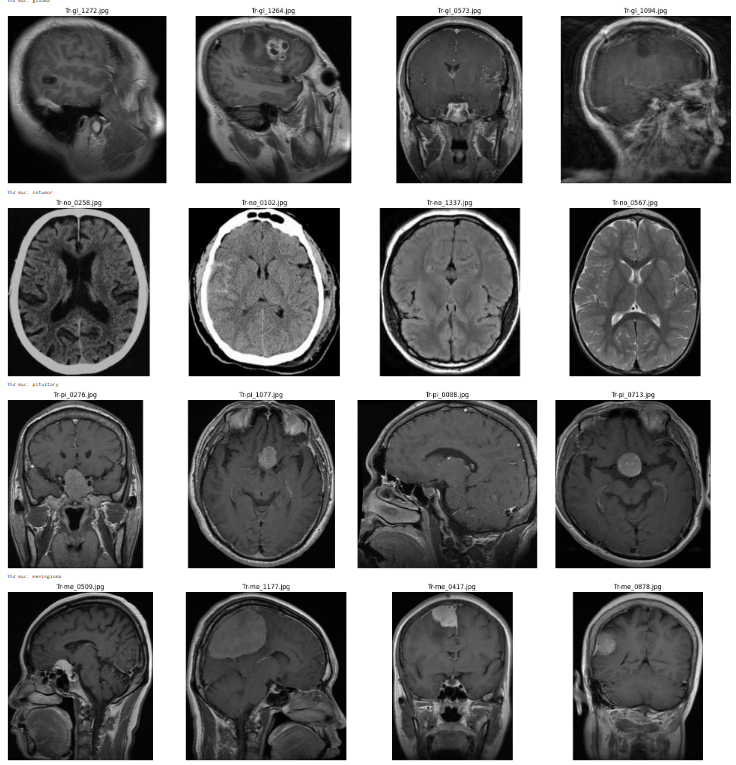 Thư mục: glioma
Tr-gl_1272.jpg Tr-gl_1264.jpg Tr-gl_0573.jpg Tr-gl_1094.jpg
Thư mục: notumor
Tr-no_0258.jpg Tr-no_0102.jpg Tr-no_1337.jpg Tr-no_0567.jpg
Thư mục: pituitary
Tr-pi_0276.jpg Tr-pi_1077.jpg Tr-pi_0088.jpg Tr-pi_0713.jpg
Thư mục: meningioma
Tr-me_0509.jpg Tr-me_1177.jpg Tr-me_0417.jpg Tr-me_0878.jpg